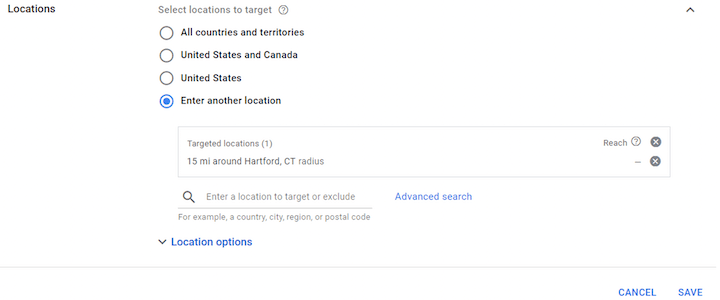 Locations
Select locations to target
All countries and territories
United States and Canada
United States
Enter another location
Targeted locations (1) Reach
15 mi around Hartford, CT radius –
Enter a location to target or exclude Advanced search
For example, a country, city, region, or postal code
Location options
CANCEL SAVE